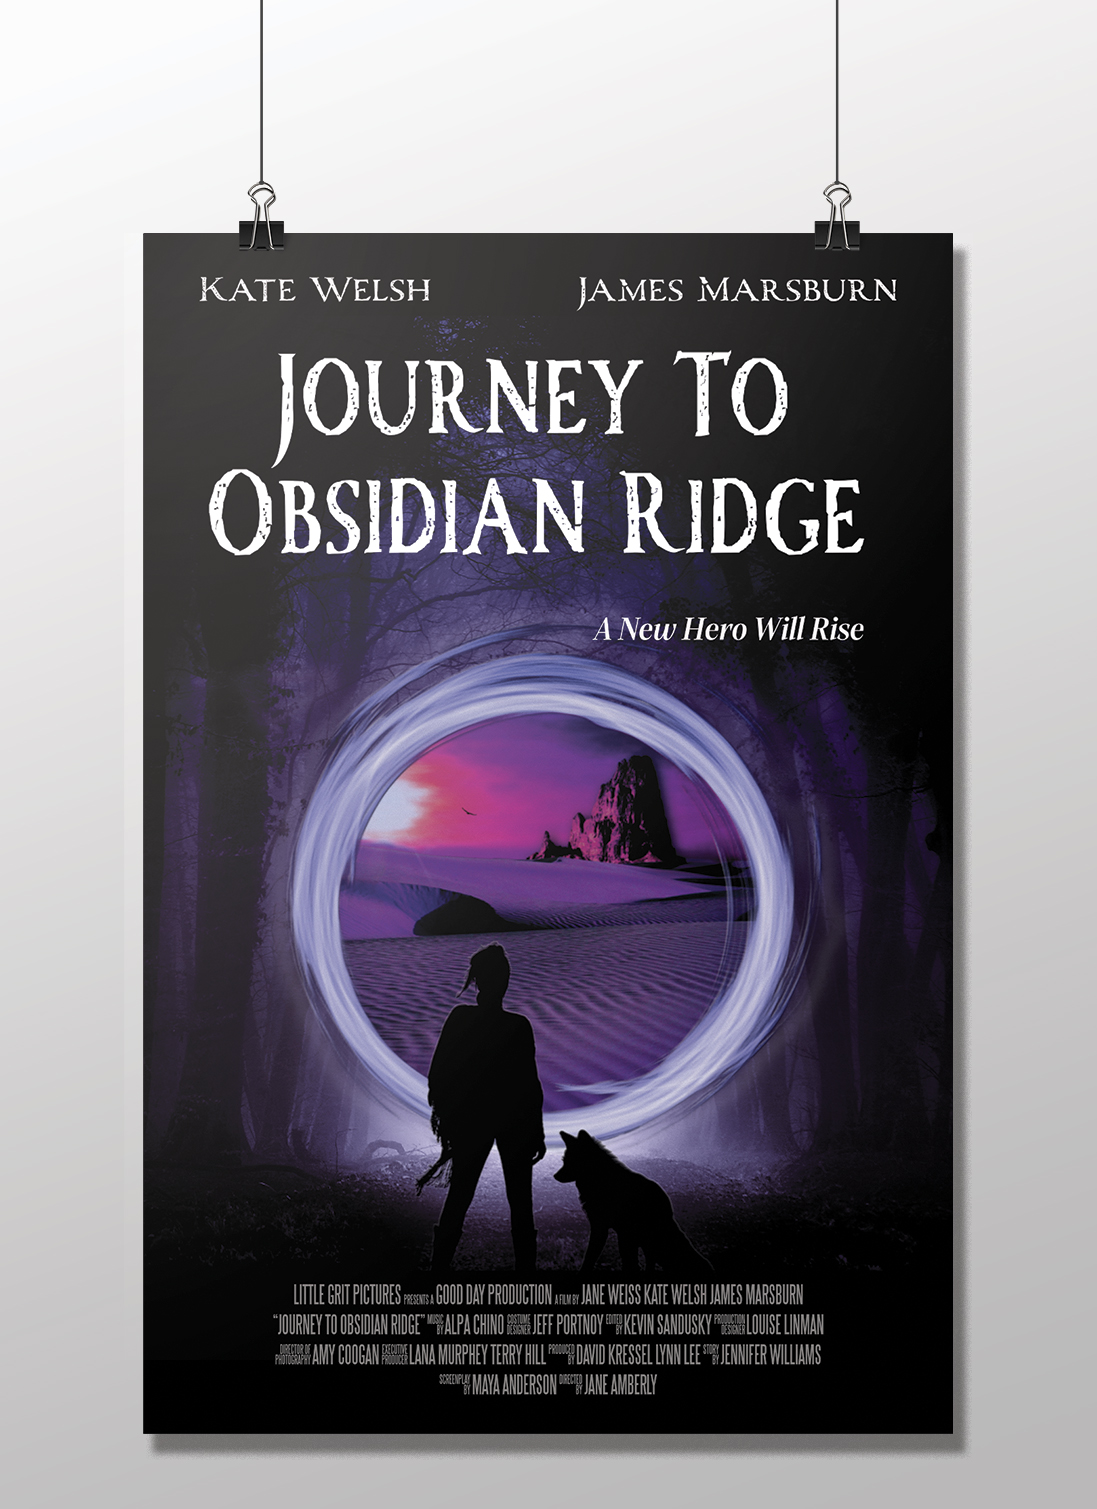 Kate Welsh James Marsburn
Journey To
Obsidian Ridge
A New Hero Will Rise
LITTLE GRIT PICTURES PRESENTS A GOOD DAY PRODUCTION A FILM BY JANE WEISS KATE WELSH JAMES MARSBURN
“JOURNEY TO OBSIDIAN RIDGE” MUSIC BY ALPA CHINO COSTUME DESIGNER JEFF PORTNOY EDITED BY KEVIN SANDUSKY PRODUCTION DESIGNER LOUISE LINMAN
DIRECTOR OF PHOTOGRAPHY AMY COOGAN EXECUTIVE PRODUCER LANA MURPHEY TERRY HILL PRODUCED BY DAVID KRESSEL LYNN LEE STORY BY JENNIFER WILLIAMS
SCREENPLAY BY MAYA ANDERSON DIRECTED BY JANE AMBERLY